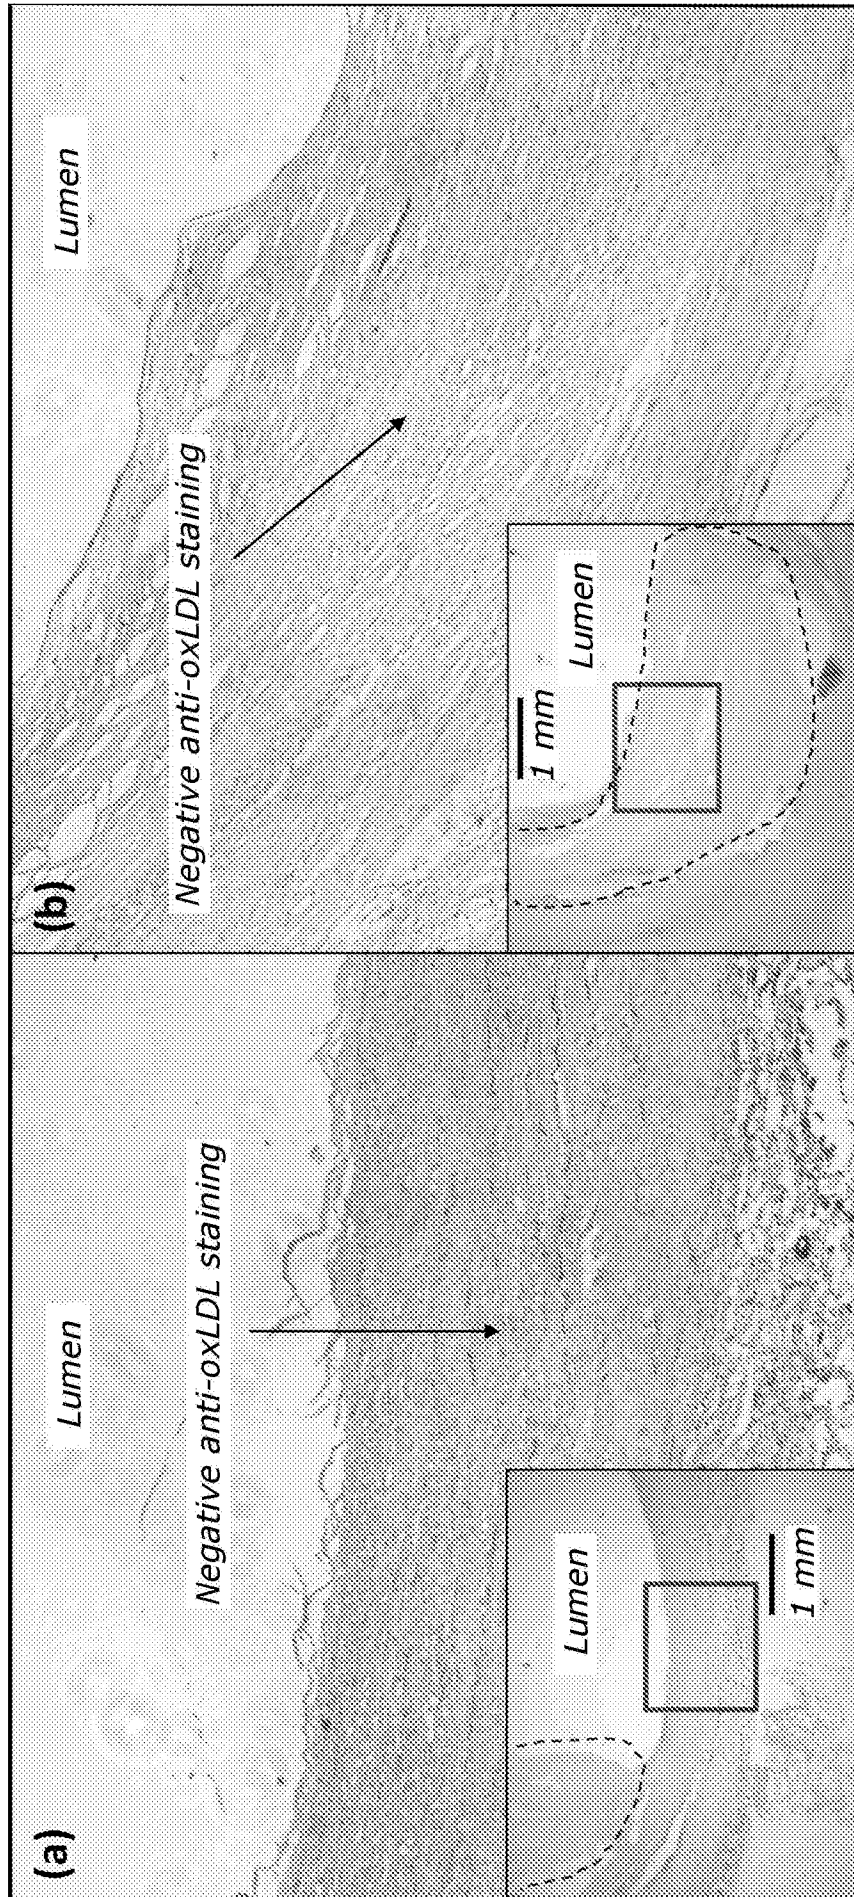 (a)
Lumen
Negative anti-oxLDL staining
Lumen
1 mm
(b)
Lumen
Negative anti-oxLDL staining
Lumen
1 mm